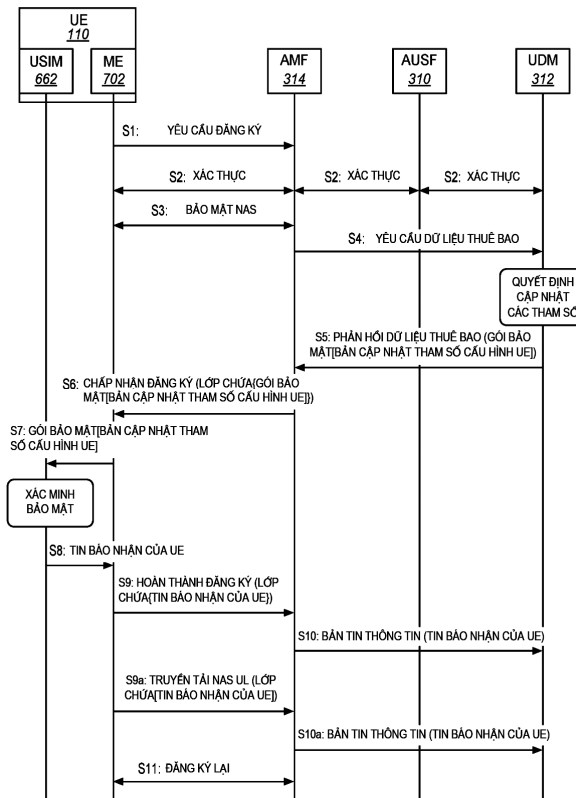 UE
110
USIM
662
ME
702
AMF
314
AUSF
310
UDM
312
S1: YÊU CẦU ĐĂNG KÝ
S2: XÁC THỰC
S2: XÁC THỰC
S2: XÁC THỰC
S3: BẢO MẬT NAS
S4: YÊU CẦU DỮ LIỆU THUÊ BAO
QUYẾT ĐỊNH
CẬP NHẬT
CÁC THAM SỐ
S5: PHẢN HỒI DỮ LIỆU THUÊ BAO (GÓI BẢO
MẬT[BẢN CẬP NHẬT THAM SỐ CẤU HÌNH UE])
S6: CHẤP NHẬN ĐĂNG KÝ (LỚP CHỨA{GÓI BẢO
MẬT[BẢN CẬP NHẬT THAM SỐ CẤU HÌNH UE]})
S7: GÓI BẢO MẬT[BẢN CẬP NHẬT THAM
SỐ CẤU HÌNH UE]
XÁC MINH
BẢO MẬT
S8: TIN BÁO NHẬN CỦA UE
S9: HOÀN THÀNH ĐĂNG KÝ (LỚP
CHỨA{TIN BÁO NHẬN CỦA UE})
S10: BẢN TIN THÔNG TIN (TIN BÁO NHẬN CỦA UE)
S9a: TRUYỀN TẢI NAS UL (LỚP
CHỨA[TIN BÁO NHẬN CỦA UE])
S10a: BẢN TIN THÔNG TIN (TIN BÁO NHẬN CỦA UE)
S11: ĐĂNG KÝ LẠI